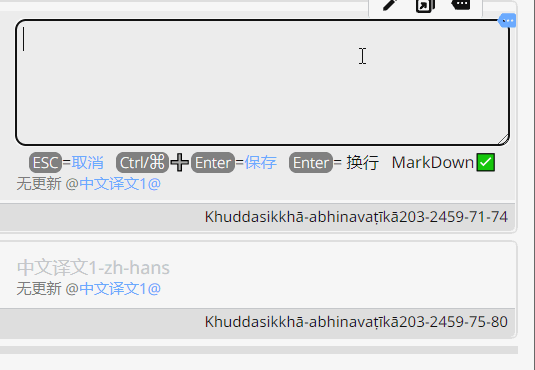 ESC=取消 Ctrl/⌘➕Enter=保存 Enter= 换行 MarkDown✅
无更新 @中文译文1@
Khuddasikkhā-abhinavaṭīkā203-2459-71-74
中文译文1-zh-hans
无更新 @中文译文1@
Khuddasikkhā-abhinavaṭīkā203-2459-75-80